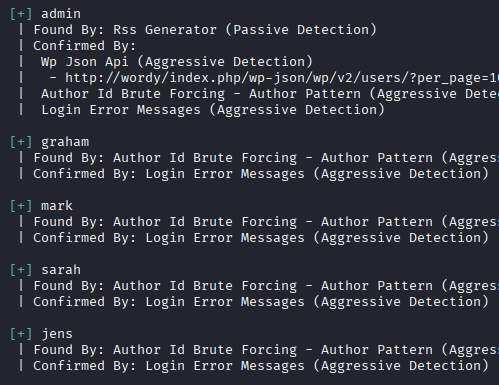 [+] admin
| Found By: Rss Generator (Passive Detection)
| Confirmed By:
|  Wp Json Api (Aggressive Detection)
|   - http://wordy/index.php/wp-json/wp/v2/users/?per_page=10
|  Author Id Brute Forcing - Author Pattern (Aggressive Dete
|  Login Error Messages (Aggressive Detection)
[+] graham
| Found By: Author Id Brute Forcing - Author Pattern (Aggres
| Confirmed By: Login Error Messages (Aggressive Detection)
[+] mark
| Found By: Author Id Brute Forcing - Author Pattern (Aggres
| Confirmed By: Login Error Messages (Aggressive Detection)
[+] sarah
| Found By: Author Id Brute Forcing - Author Pattern (Aggres
| Confirmed By: Login Error Messages (Aggressive Detection)
[+] jens
| Found By: Author Id Brute Forcing - Author Pattern (Aggres
| Confirmed By: Login Error Messages (Aggressive Detection)